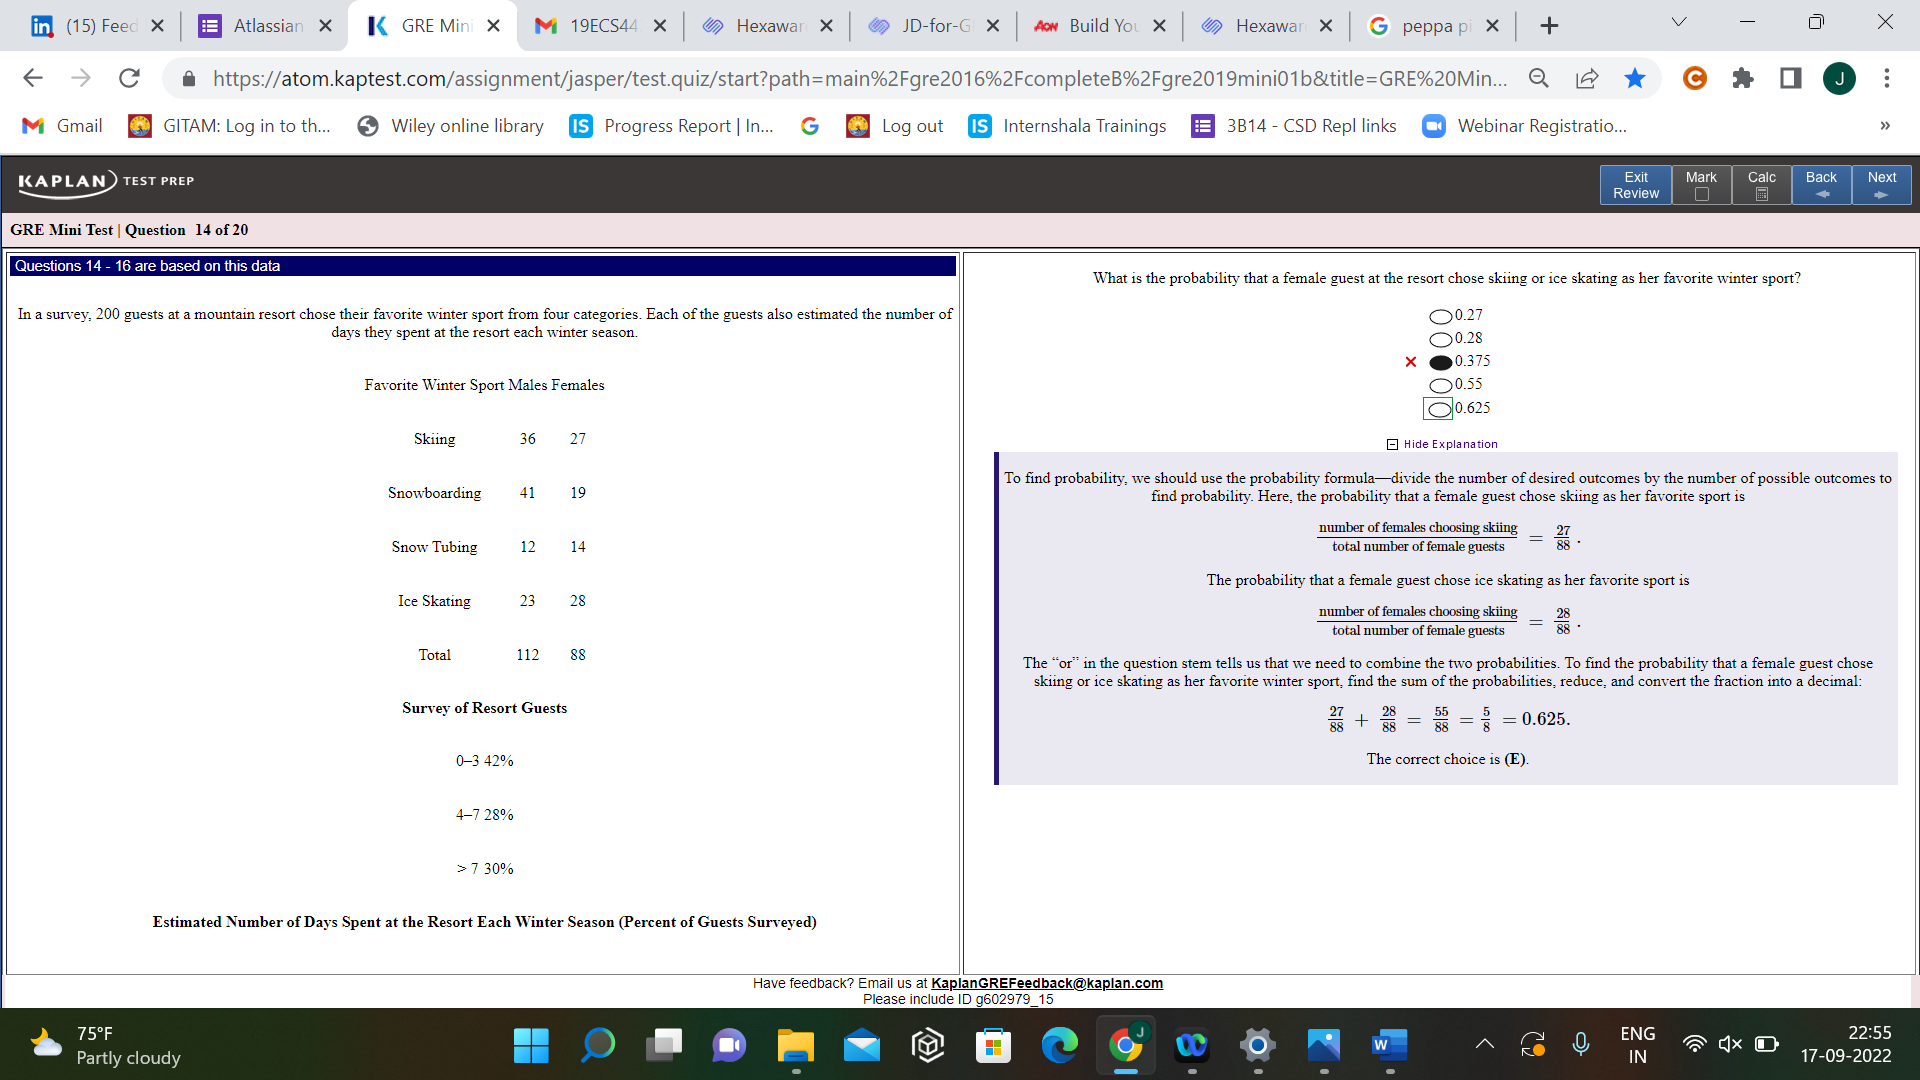 (15) Feed
Atlassian
GRE Mini
19ECS44
Hexawar
JD-for-G
AON Build You
Hexawar
peppa pi
https://atom.kaptest.com/assignment/jasper/test.quiz/start?path=main%2Fgre2016%2FcompleteB%2Fgre2019mini01b&title=GRE%20Min...
J
Gmail
GITAM: Log in to th...
Wiley online library
IS Progress Report | In...
Log out
IS Internshala Trainings
3B14 - CSD Repl links
Webinar Registratio...
»
KAPLAN TEST PREP
Exit Review
Mark
Calc
Back
Next
GRE Mini Test | Question 14 of 20
Questions 14 - 16 are based on this data
In a survey, 200 guests at a mountain resort chose their favorite winter sport from four categories. Each of the guests also estimated the number of
days they spent at the resort each winter season.
Favorite Winter Sport Males Females
Skiing 36 27
Snowboarding 41 19
Snow Tubing 12 14
Ice Skating 23 28
Total 112 88
Survey of Resort Guests
0–3 42%
4–7 28%
> 7 30%
Estimated Number of Days Spent at the Resort Each Winter Season (Percent of Guests Surveyed)
What is the probability that a female guest at the resort chose skiing or ice skating as her favorite winter sport?
0.27
0.28
0.375
0.55
0.625
Hide Explanation
To find probability, we should use the probability formula—divide the number of desired outcomes by the number of possible outcomes to
find probability. Here, the probability that a female guest chose skiing as her favorite sport is
number of females choosing skiing / total number of female guests = 27/88 .
The probability that a female guest chose ice skating as her favorite sport is
number of females choosing skiing / total number of female guests = 28/88 .
The “or” in the question stem tells us that we need to combine the two probabilities. To find the probability that a female guest chose
skiing or ice skating as her favorite winter sport, find the sum of the probabilities, reduce, and convert the fraction into a decimal:
27/88 + 28/88 = 55/88 = 5/8 = 0.625.
The correct choice is (E).
Have feedback? Email us at KaplanGREFeedback@kaplan.com
Please include ID g602979_15
75°F
Partly cloudy
J
ENG
IN
22:55
17-09-2022